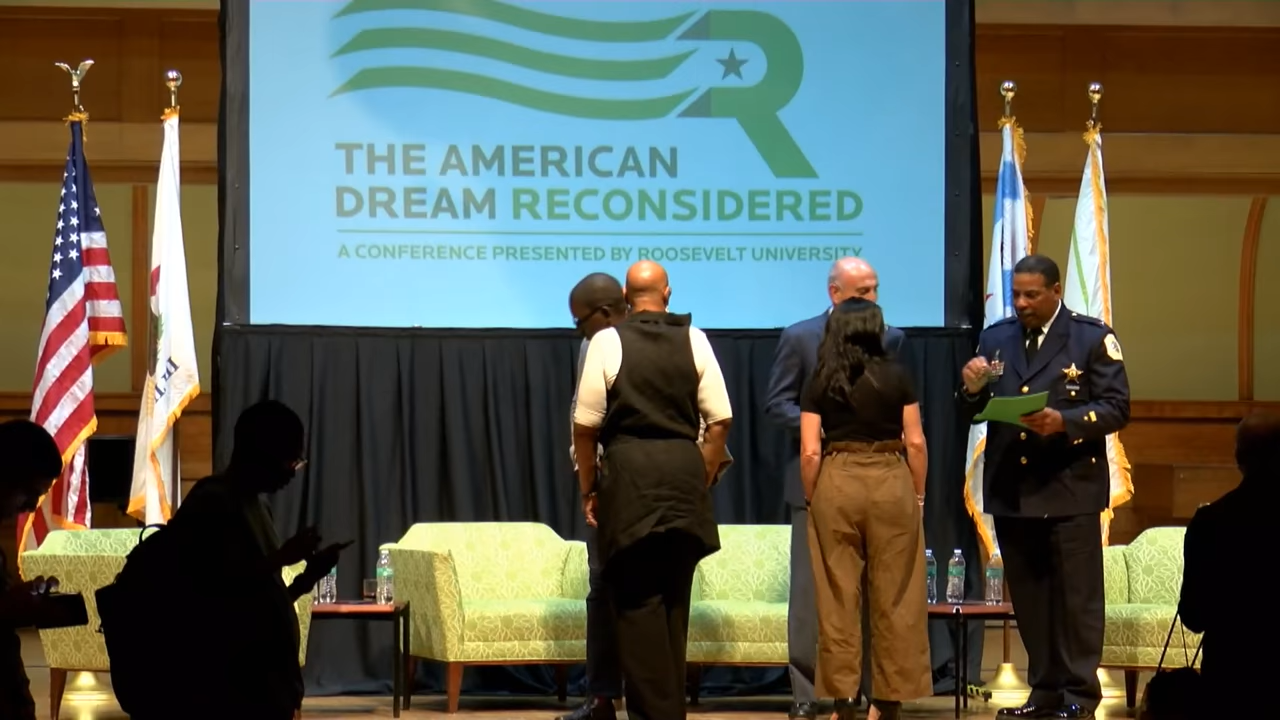 THE AMERICAN
DREAM RECONSIDERED
A CONFERENCE PRESENTED BY ROOSEVELT UNIVERSITY